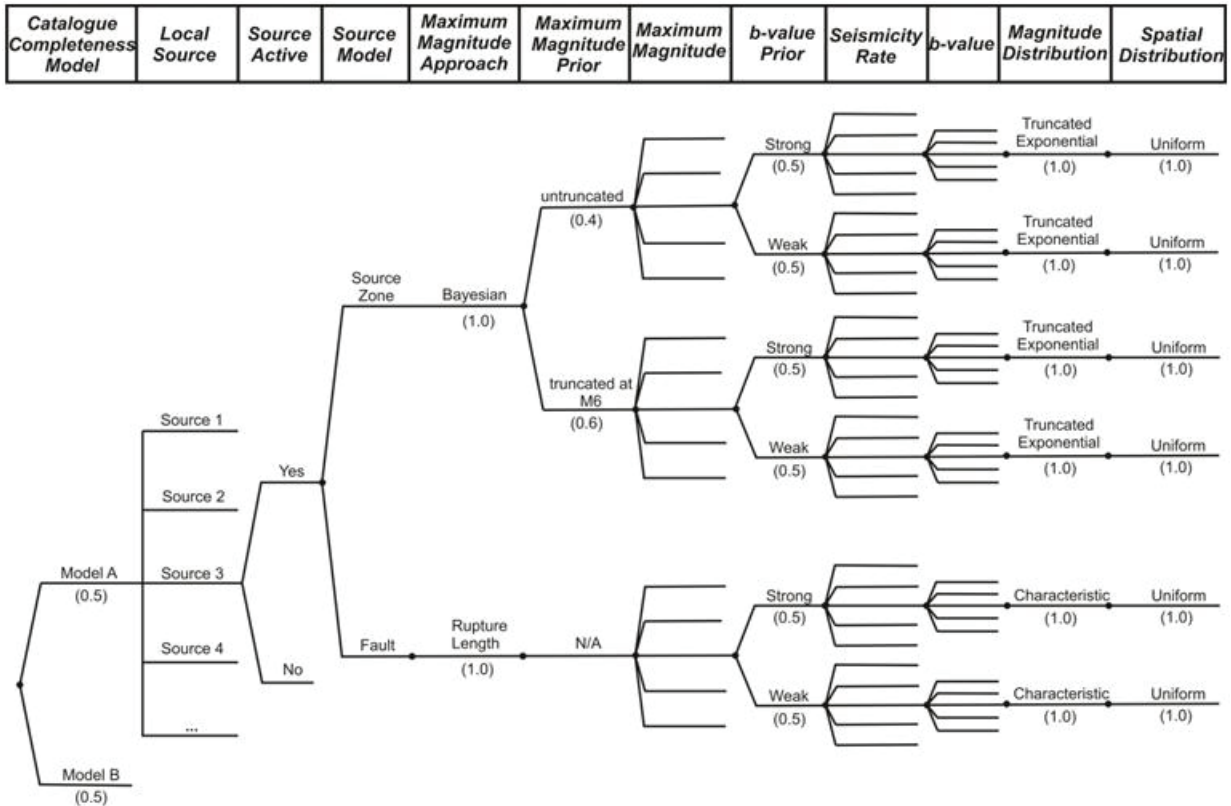 Catalogue
Completeness
Model
Local
Source
Source
Active
Source
Model
Maximum
Magnitude
Approach
Maximum
Magnitude
Prior
Maximum
Magnitude
b-value
Prior
Seismicity
Rate
b-value
Magnitude
Distribution
Spatial
Distribution
Truncated
Exponential
(1.0)
Uniform
(1.0)
Strong
(0.5)
untruncated
(0.4)
Weak
(0.5)
Truncated
Exponential
(1.0)
Uniform
(1.0)
Source
Zone
Bayesian
(1.0)
Strong
(0.5)
Truncated
Exponential
(1.0)
Uniform
(1.0)
truncated at
M6
(0.6)
Weak
(0.5)
Truncated
Exponential
(1.0)
Uniform
(1.0)
Source 1
Yes
Source 2
Model A
(0.5)
Source 3
Source 4
...
No
Fault
Rupture
Length
(1.0)
N/A
Strong
(0.5)
Characteristic
(1.0)
Uniform
(1.0)
Weak
(0.5)
Characteristic
(1.0)
Uniform
(1.0)
Model B
(0.5)